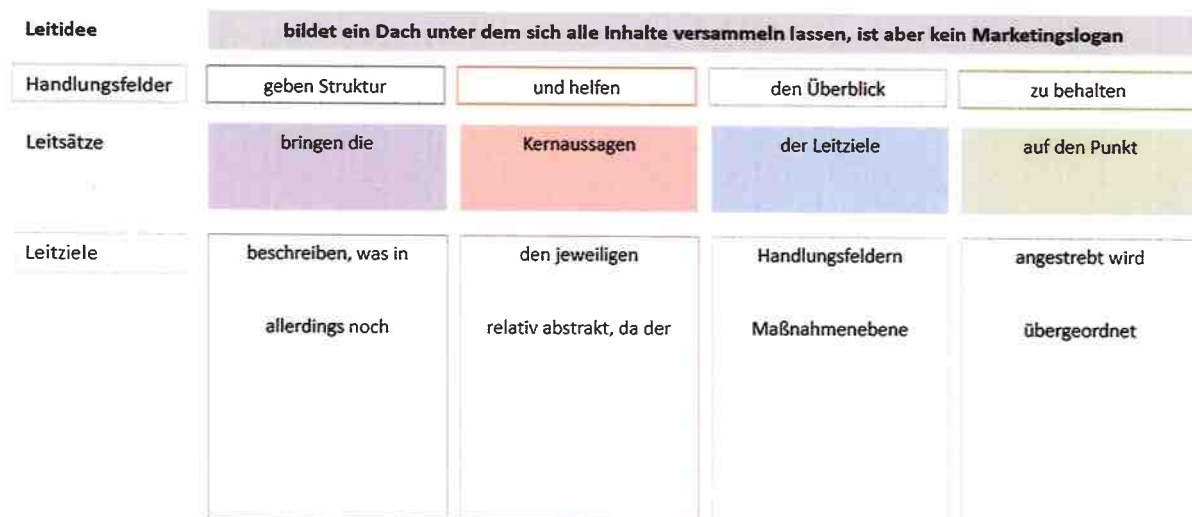 Leitidee bildet ein Dach unter dem sich alle Inhalte versammeln lassen, ist aber kein Marketingslogan
Handlungsfelder geben Struktur und helfen den Überblick zu behalten
Leitsätze bringen die Kernaussagen der Leitziele auf den Punkt
Leitziele beschreiben, was in den jeweiligen Handlungsfeldern angestrebt wird
allerdings noch relativ abstrakt, da der Maßnahmenebene übergeordnet